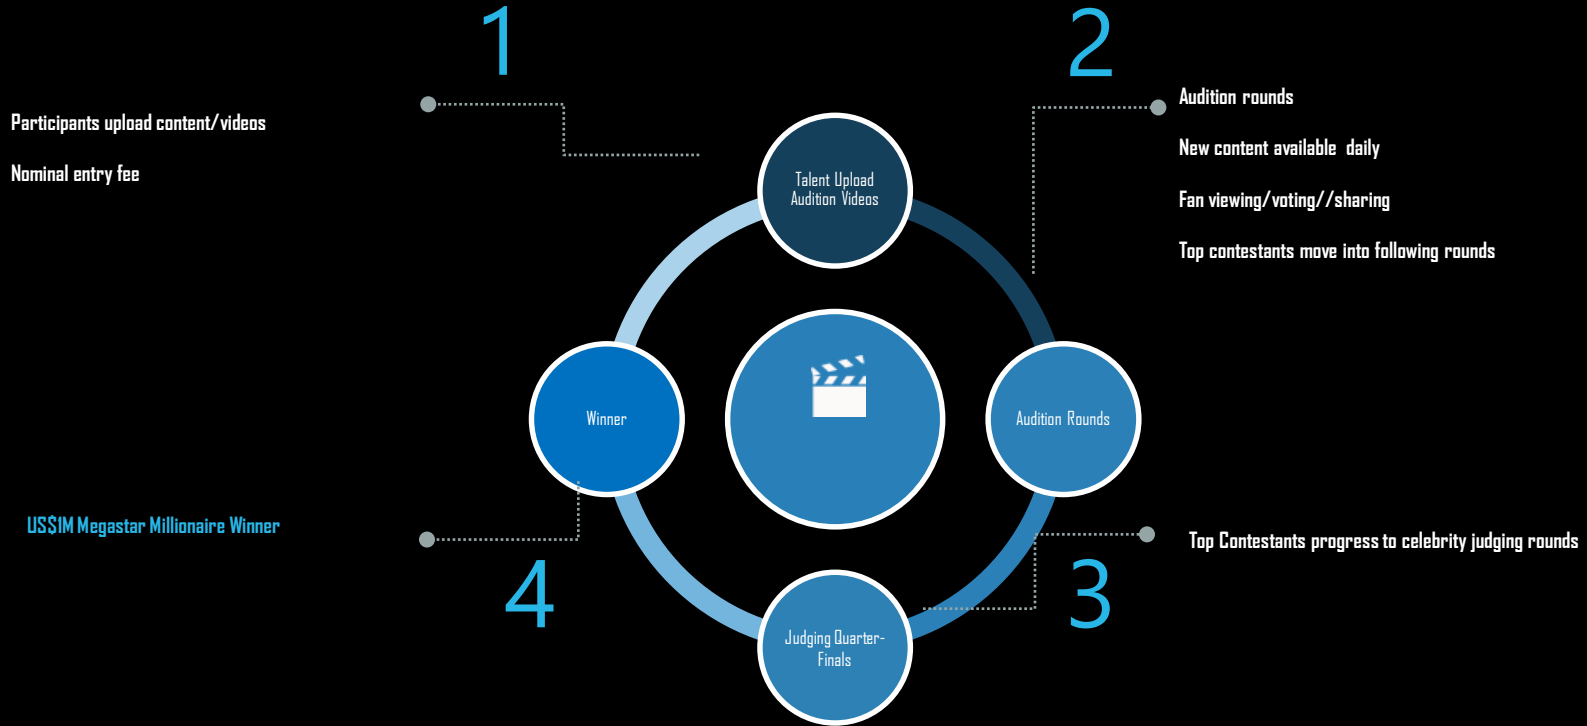 1
Participants upload content/videos
Nominal entry fee
2
Audition rounds
New content available daily
Fan viewing/voting//sharing
Top contestants move into following rounds
Talent Upload
Audition Videos
Winner
Audition Rounds
Judging Quarter-
Finals
3
Top Contestants progress to celebrity judging rounds
4
US$1M Megastar Millionaire Winner